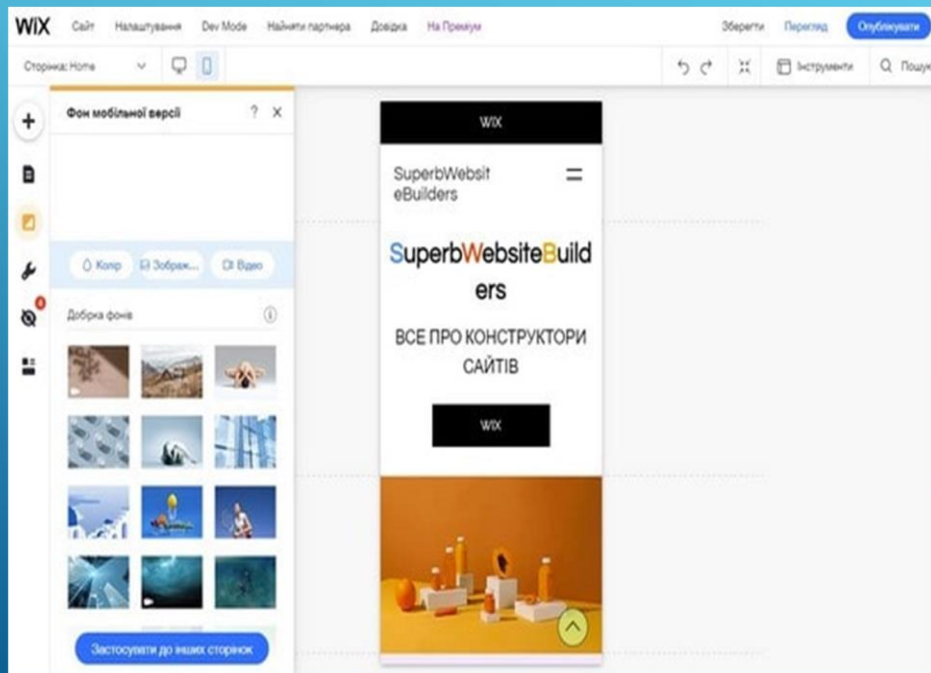 WIX Сайт Налаштування Dev Mode Найняти партнера Довідка На Преміум Зберегти Перегляд Опублікувати
Сторінка: Home Інструменти Пошук
Фон мобільної версії ? X
Колір Зображ... Відео
Добірка фонів
4
Застосувати до інших сторінок
WIX
SuperbWebsit
eBuilders
SuperbWebsiteBuild
ers
ВСЕ ПРО КОНСТРУКТОРИ
САЙТІВ
WIX